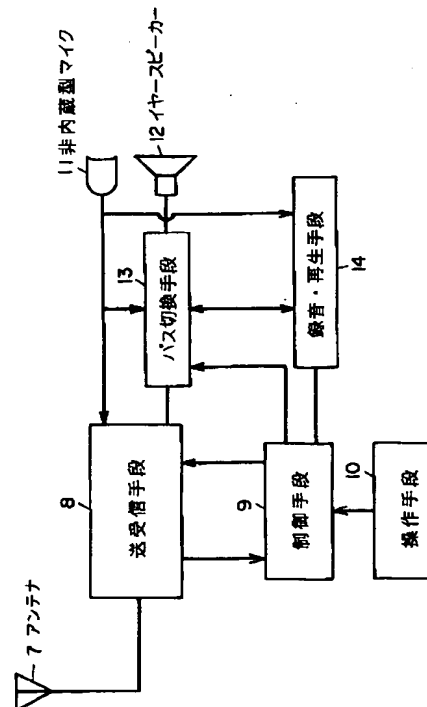 7 アンテナ
8
送受信手段
11 非内蔵型マイク
12 イヤースピーカー
13
パス切換手段
9
制御手段
14
録音・再生手段
10
操作手段